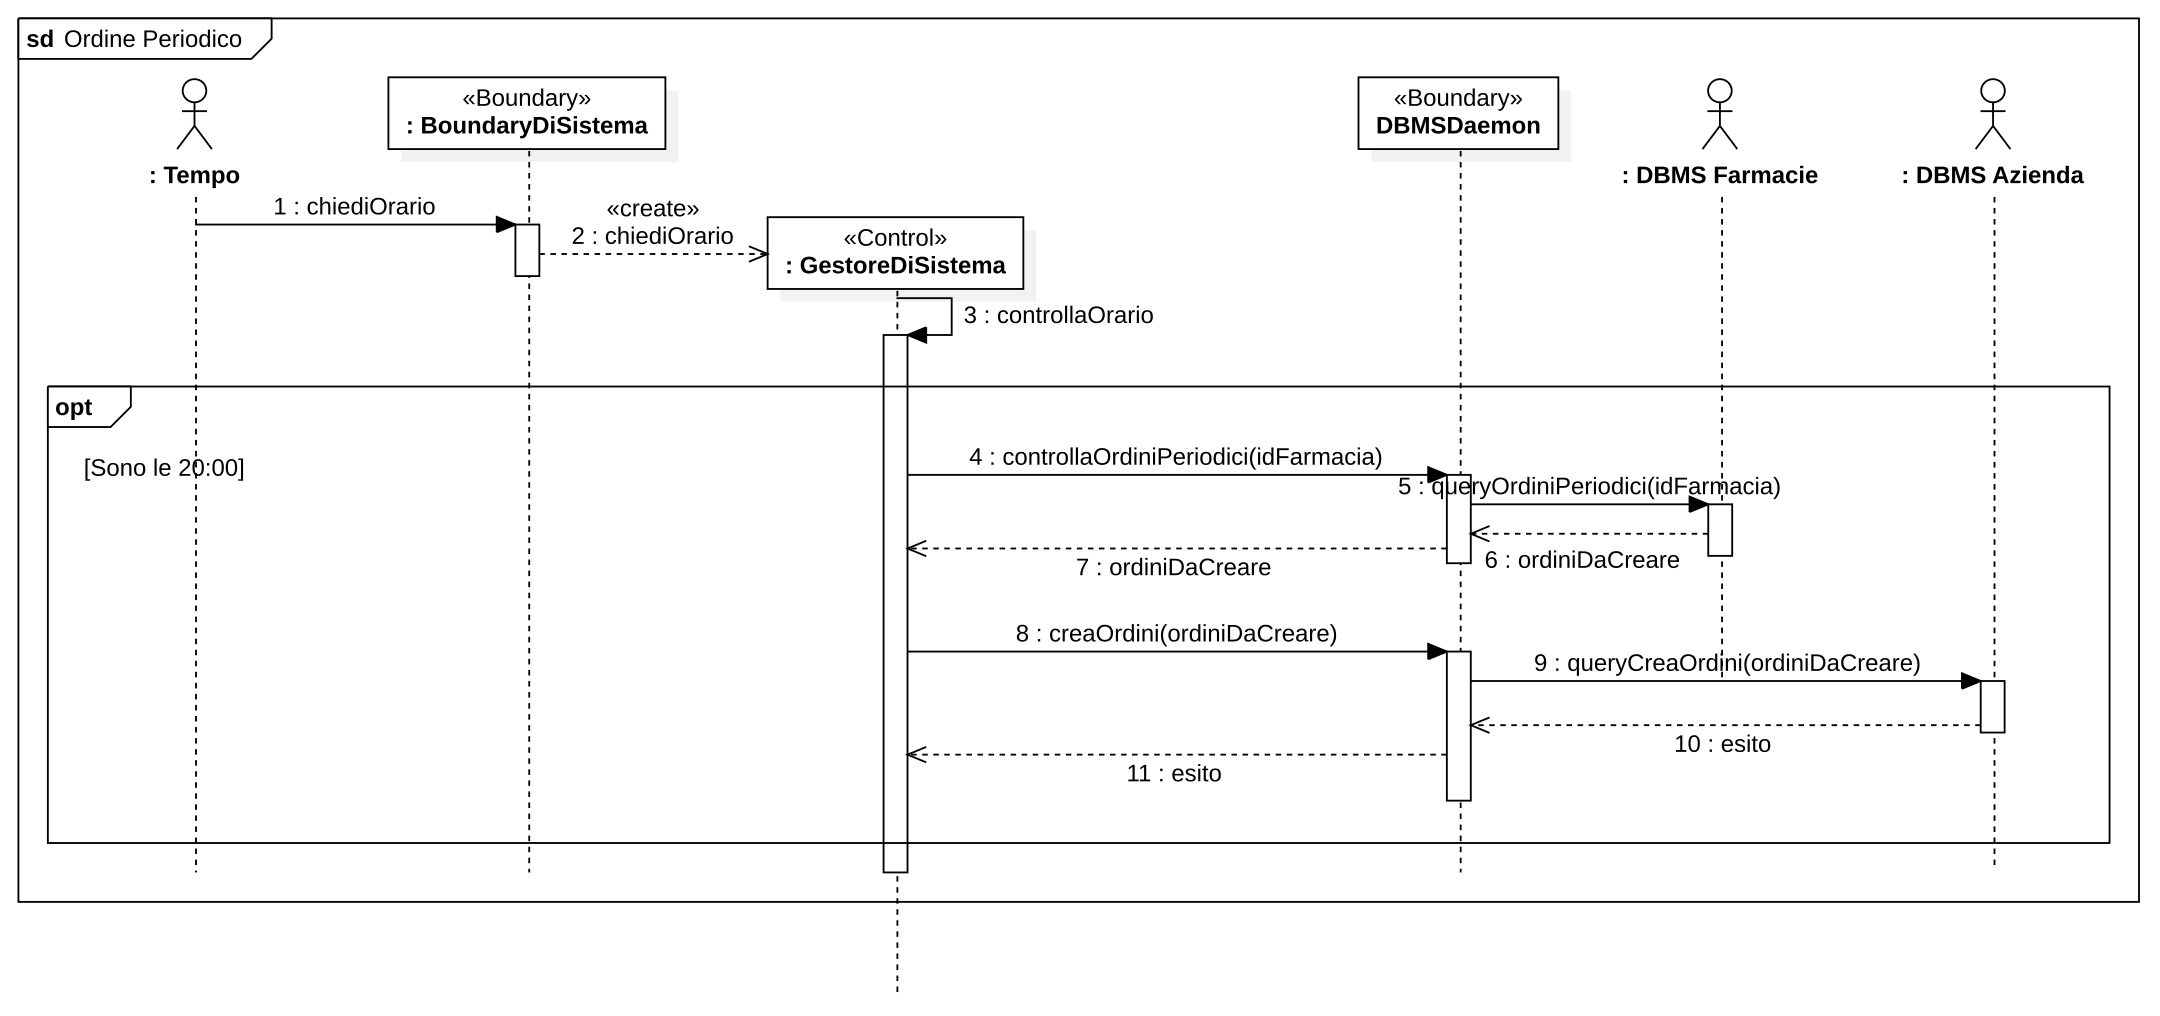 sd Ordine Periodico
«Boundary»
: BoundaryDiSistema
«Boundary»
DBMSDaemon
: Tempo
: DBMS Farmacie
: DBMS Azienda
1 : chiediOrario
«create»
2 : chiediOrario
«Control»
: GestoreDiSistema
3 : controllaOrario
opt
[Sono le 20:00]
4 : controllaOrdiniPeriodici(idFarmacia)
5 : queryOrdiniPeriodici(idFarmacia)
6 : ordiniDaCreare
7 : ordiniDaCreare
8 : creaOrdini(ordiniDaCreare)
9 : queryCreaOrdini(ordiniDaCreare)
10 : esito
11 : esito